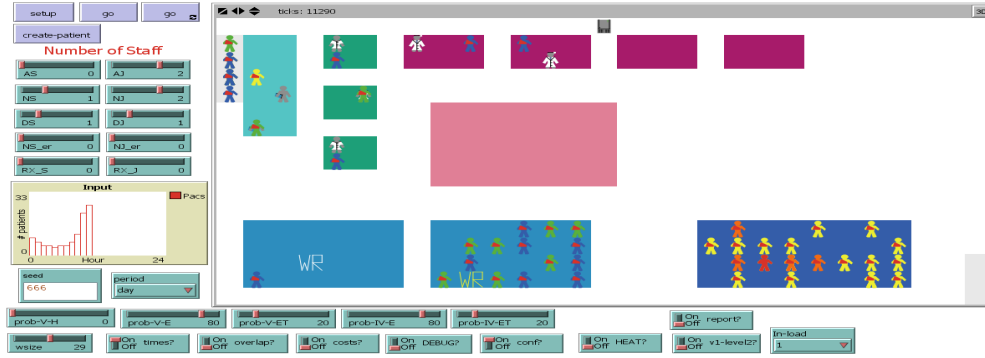 setup
go
go
ticks: 11290
3D
create-patient
Number of Staff
AS 0
AJ 2
NS 1
NJ 2
DS 1
DJ 1
NS_er 0
NJ_er 0
RX_S 0
RX_J 0
Input
33
Pacs
# patients
0
0
Hour
24
WR
WR
seed
666
period
day
prob-V-H 0
prob-V-E 80
prob-V-ET 20
prob-IV-E 80
prob-IV-ET 20
On
Off
report?
wsize 29
On
Off
times?
On
Off
overlap?
On
Off
costs?
On
Off
DEBUG?
On
Off
conf?
On
Off
HEAT?
On
Off
v1-level2?
In-load
1